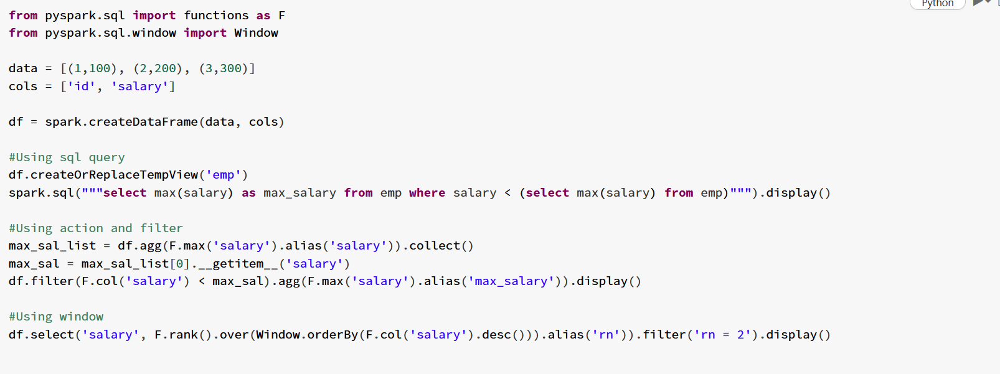 Python
from pyspark.sql import functions as F
from pyspark.sql.window import Window
data = [(1,100), (2,200), (3,300)]
cols = ['id', 'salary']
df = spark.createDataFrame(data, cols)
#Using sql query
df.createOrReplaceTempView('emp')
spark.sql("""select max(salary) as max_salary from emp where salary < (select max(salary) from emp)""").display()
#Using action and filter
max_sal_list = df.agg(F.max('salary').alias('salary')).collect()
max_sal = max_sal_list[0].__getitem__('salary')
df.filter(F.col('salary') < max_sal).agg(F.max('salary').alias('max_salary')).display()
#Using window
df.select('salary', F.rank().over(Window.orderBy(F.col('salary').desc())).alias('rn')).filter('rn = 2').display()